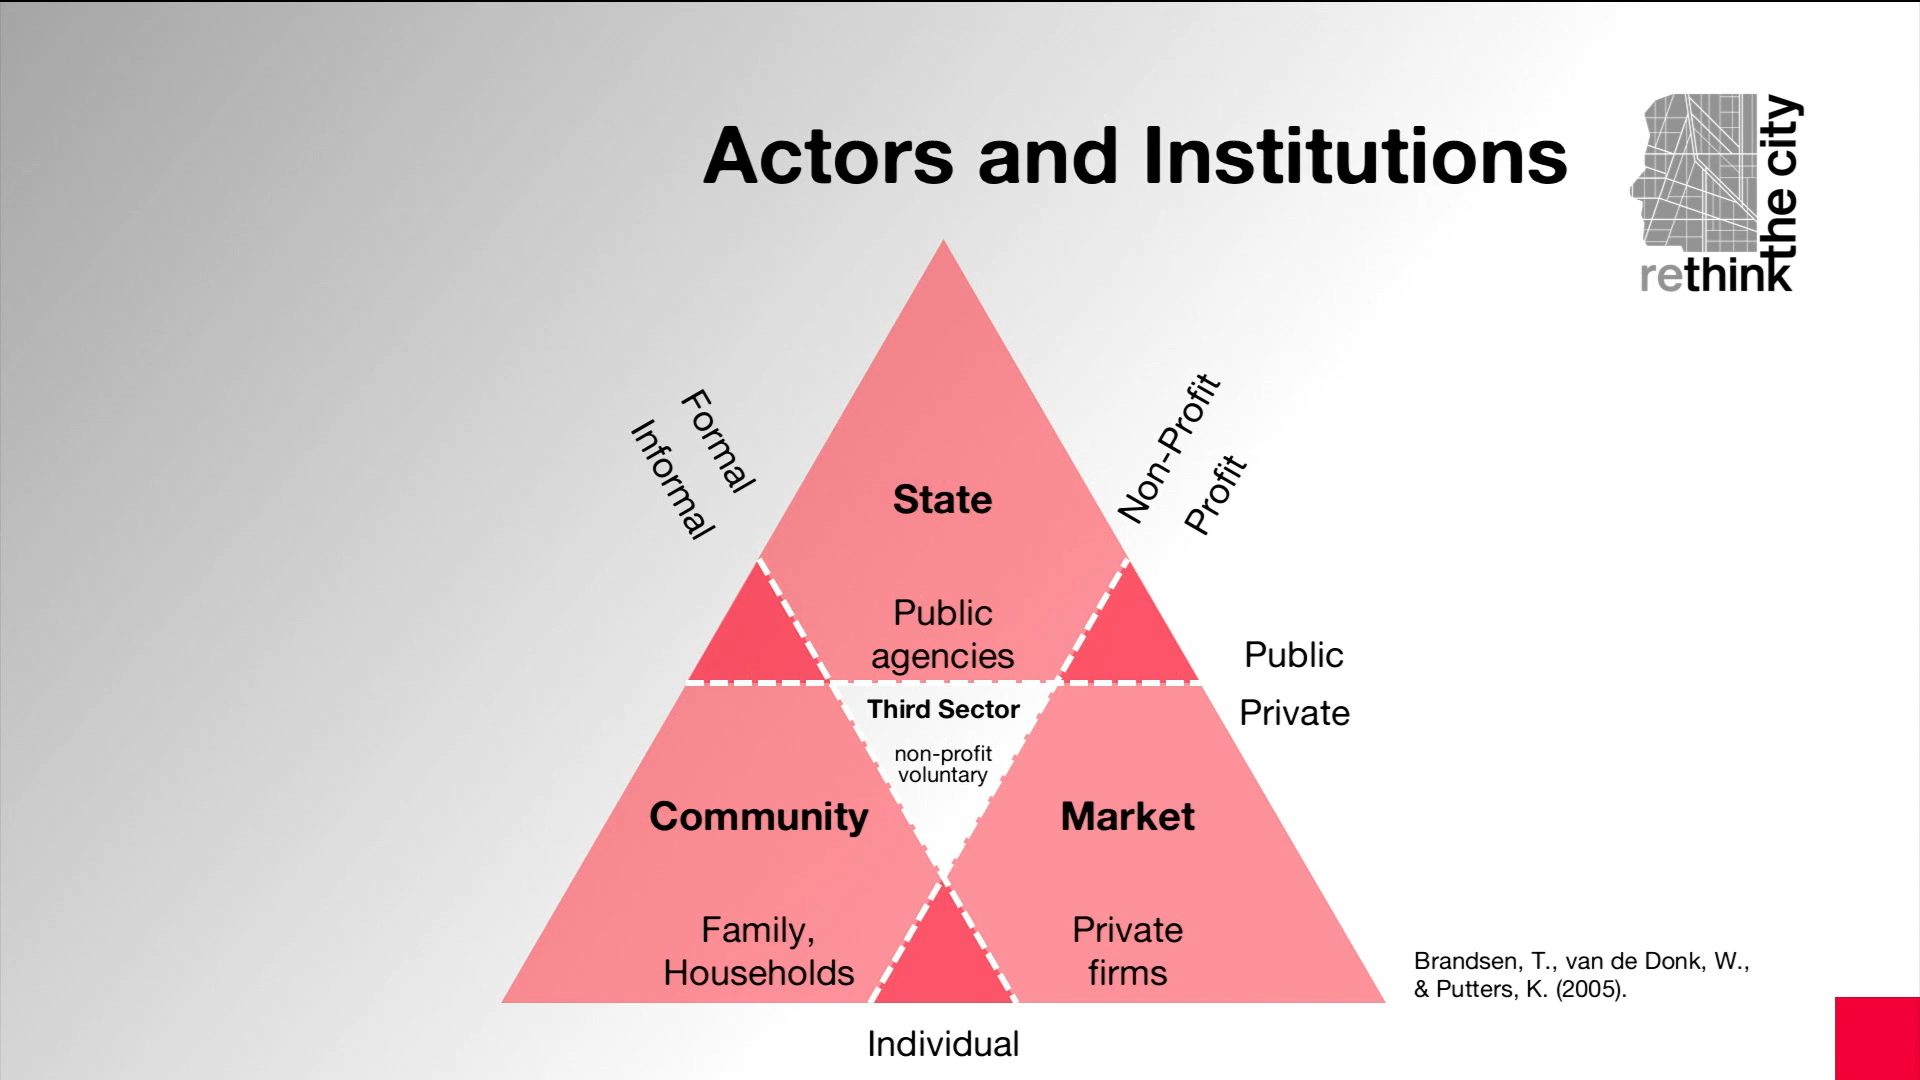 Actors and Institutions
the city
rethink
Formal
Informal
Non-Profit
Profit
State
Public
agencies
Public
Private
Third Sector
non-profit
voluntary
Community
Market
Family,
Households
Private
firms
Brandsen, T., van de Donk, W.,
& Putters, K. (2005).
Individual